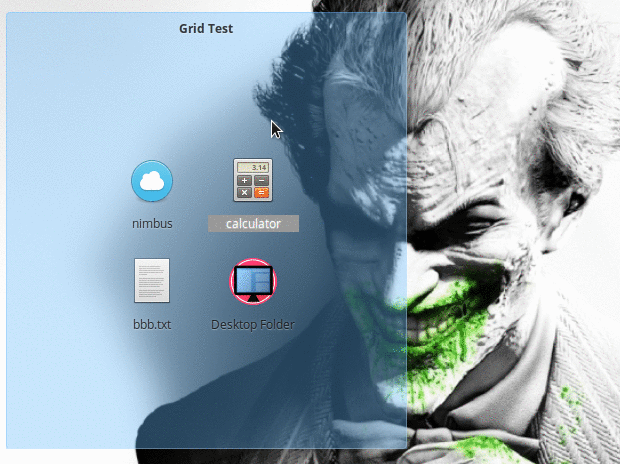 Grid Test
3.14
nimbus
calculator
bbb.txt
Desktop Folder